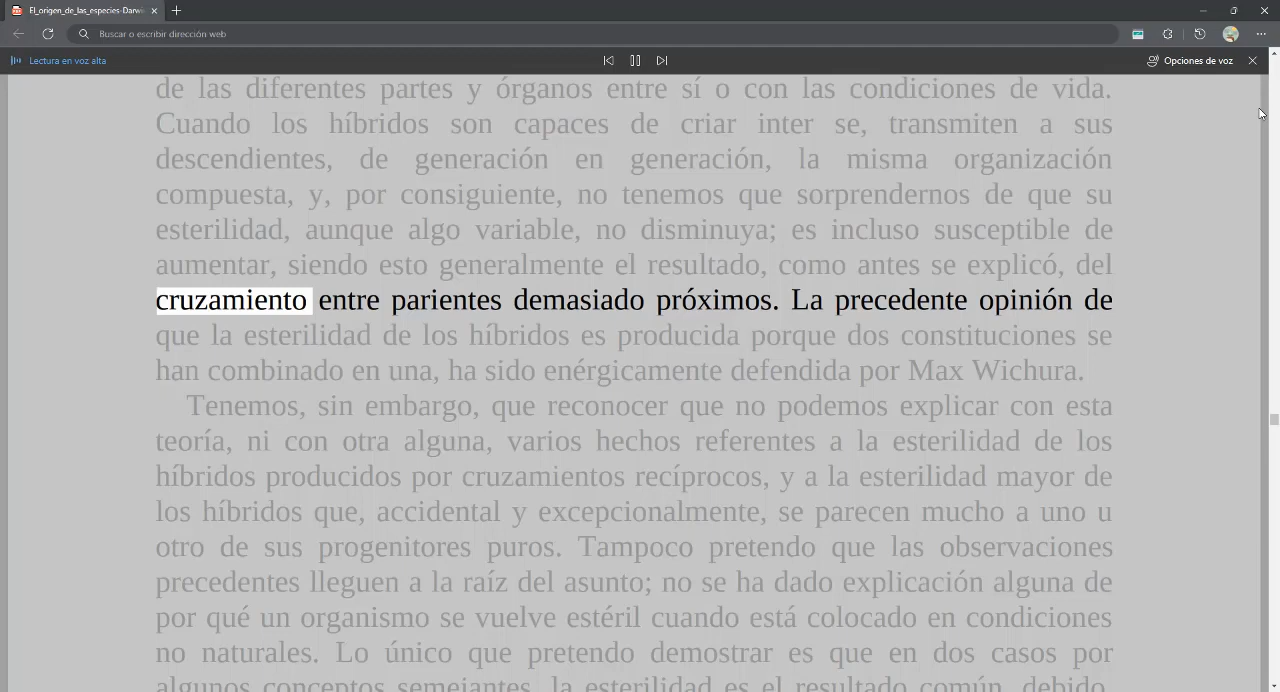 El_origen_de_las_especies-Darwi
Buscar o escribir dirección web
Lectura en voz alta
Opciones de voz
de las diferentes partes y órganos entre sí o con las condiciones de vida.
Cuando los híbridos son capaces de criar inter se, transmiten a sus
descendientes, de generación en generación, la misma organización
compuesta, y, por consiguiente, no tenemos que sorprendernos de que su
esterilidad, aunque algo variable, no disminuya; es incluso susceptible de
aumentar, siendo esto generalmente el resultado, como antes se explicó, del
cruzamiento entre parientes demasiado próximos. La precedente opinión de
que la esterilidad de los híbridos es producida porque dos constituciones se
han combinado en una, ha sido enérgicamente defendida por Max Wichura.
Tenemos, sin embargo, que reconocer que no podemos explicar con esta
teoría, ni con otra alguna, varios hechos referentes a la esterilidad de los
híbridos producidos por cruzamientos recíprocos, y a la esterilidad mayor de
los híbridos que, accidental y excepcionalmente, se parecen mucho a uno u
otro de sus progenitores puros. Tampoco pretendo que las observaciones
precedentes lleguen a la raíz del asunto; no se ha dado explicación alguna de
por qué un organismo se vuelve estéril cuando está colocado en condiciones
no naturales. Lo único que pretendo demostrar es que en dos casos por
algunos conceptos semejantes, la esterilidad es el resultado común, debido,